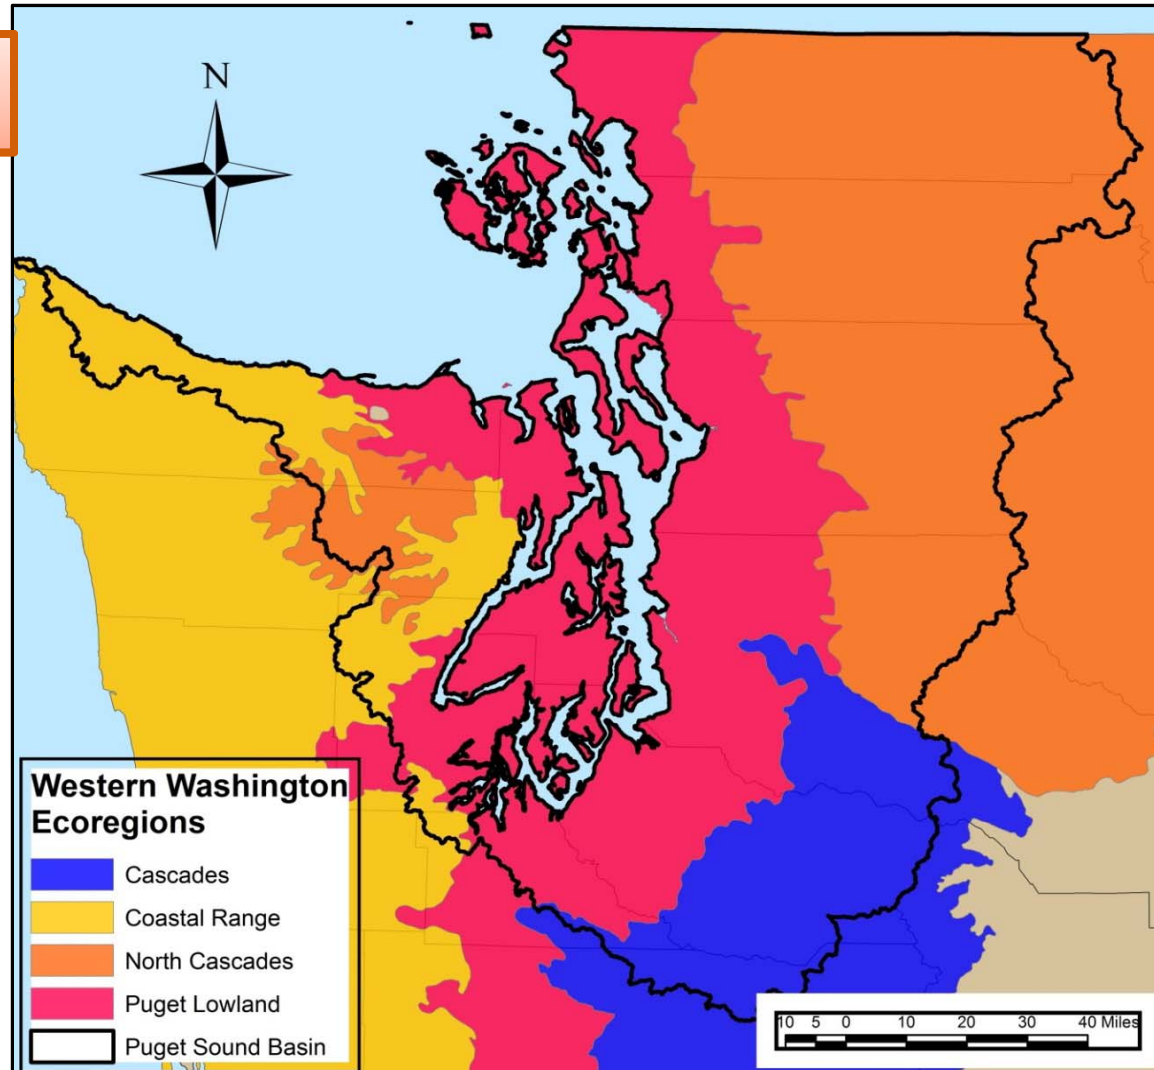 N
Western Washington
Ecoregions
Cascades
Coastal Range
North Cascades
Puget Lowland
Puget Sound Basin
10 5 0 10 20 30 40 Miles